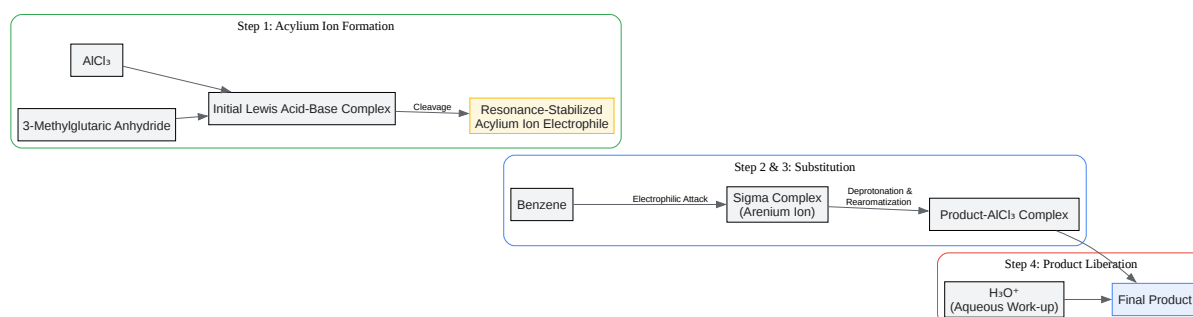 Step 1: Acylium Ion Formation
AlCl₃
3-Methylglutaric Anhydride
Initial Lewis Acid-Base Complex
Cleavage
Resonance-Stabilized
Acylium Ion Electrophile
Step 2 & 3: Substitution
Benzene
Electrophilic Attack
Sigma Complex
(Arenium Ion)
Deprotonation &
Rearomatization
Product-AlCl₃ Complex
Step 4: Product Liberation
H₃O⁺
(Aqueous Work-up)
Final Product